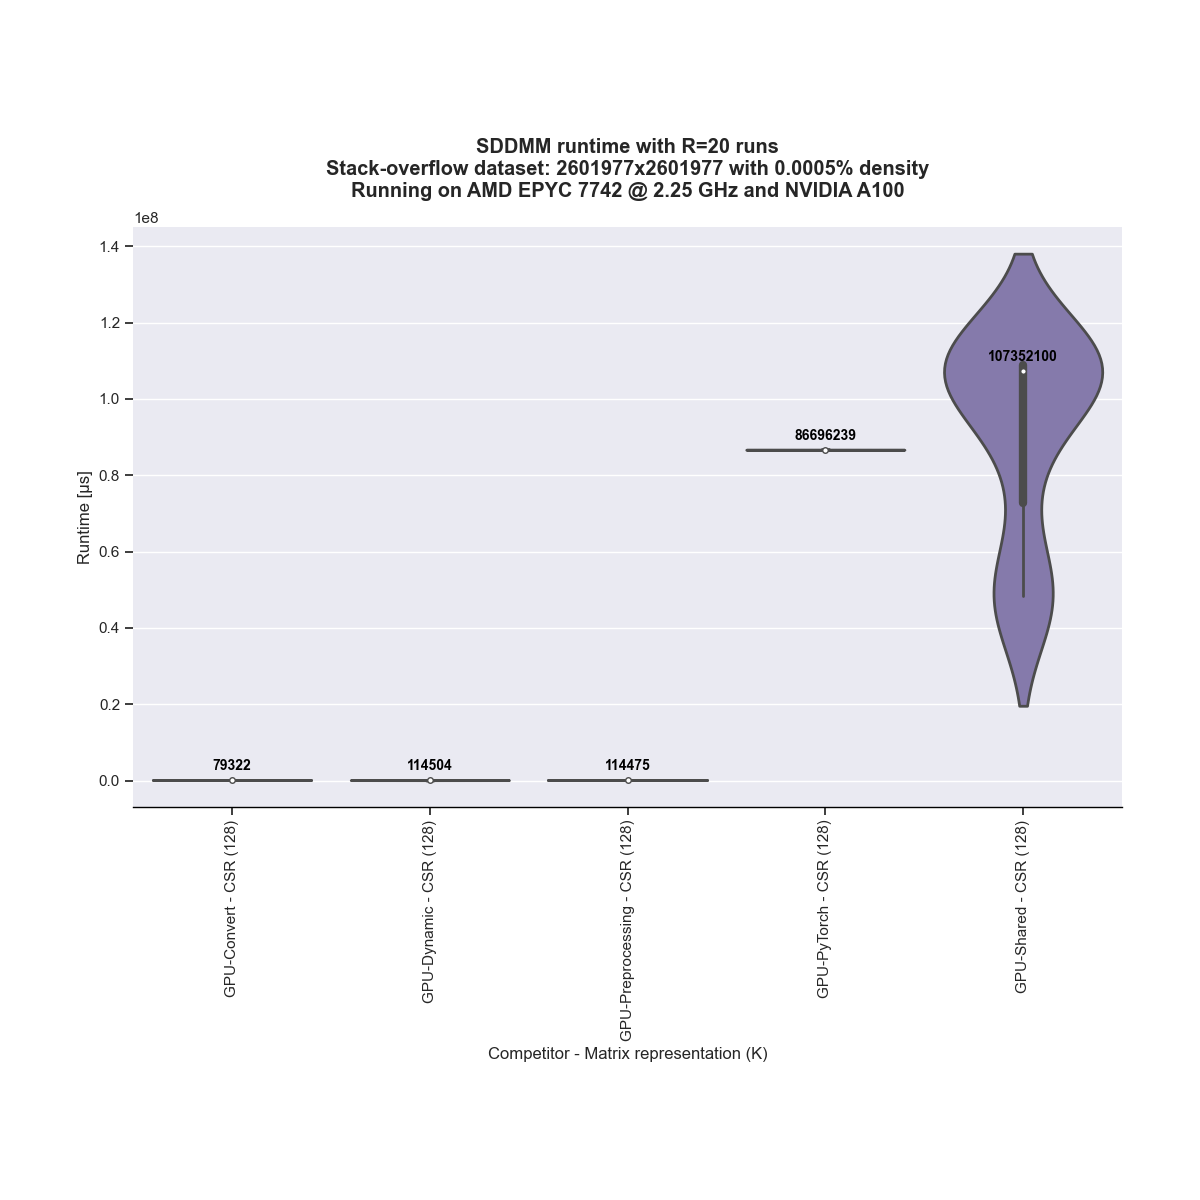 SDDMM runtime with R=20 runs
Stack-overflow dataset: 2601977x2601977 with 0.0005% density
Running on AMD EPYC 7742 @ 2.25 GHz and NVIDIA A100
1e8
1.4
1.2
1.0
0.8
0.6
0.4
0.2
0.0
Runtime [µs]
79322
114504
114475
86696239
107352100
GPU-Convert - CSR (128)
GPU-Dynamic - CSR (128)
GPU-Preprocessing - CSR (128)
GPU-PyTorch - CSR (128)
GPU-Shared - CSR (128)
Competitor - Matrix representation (K)